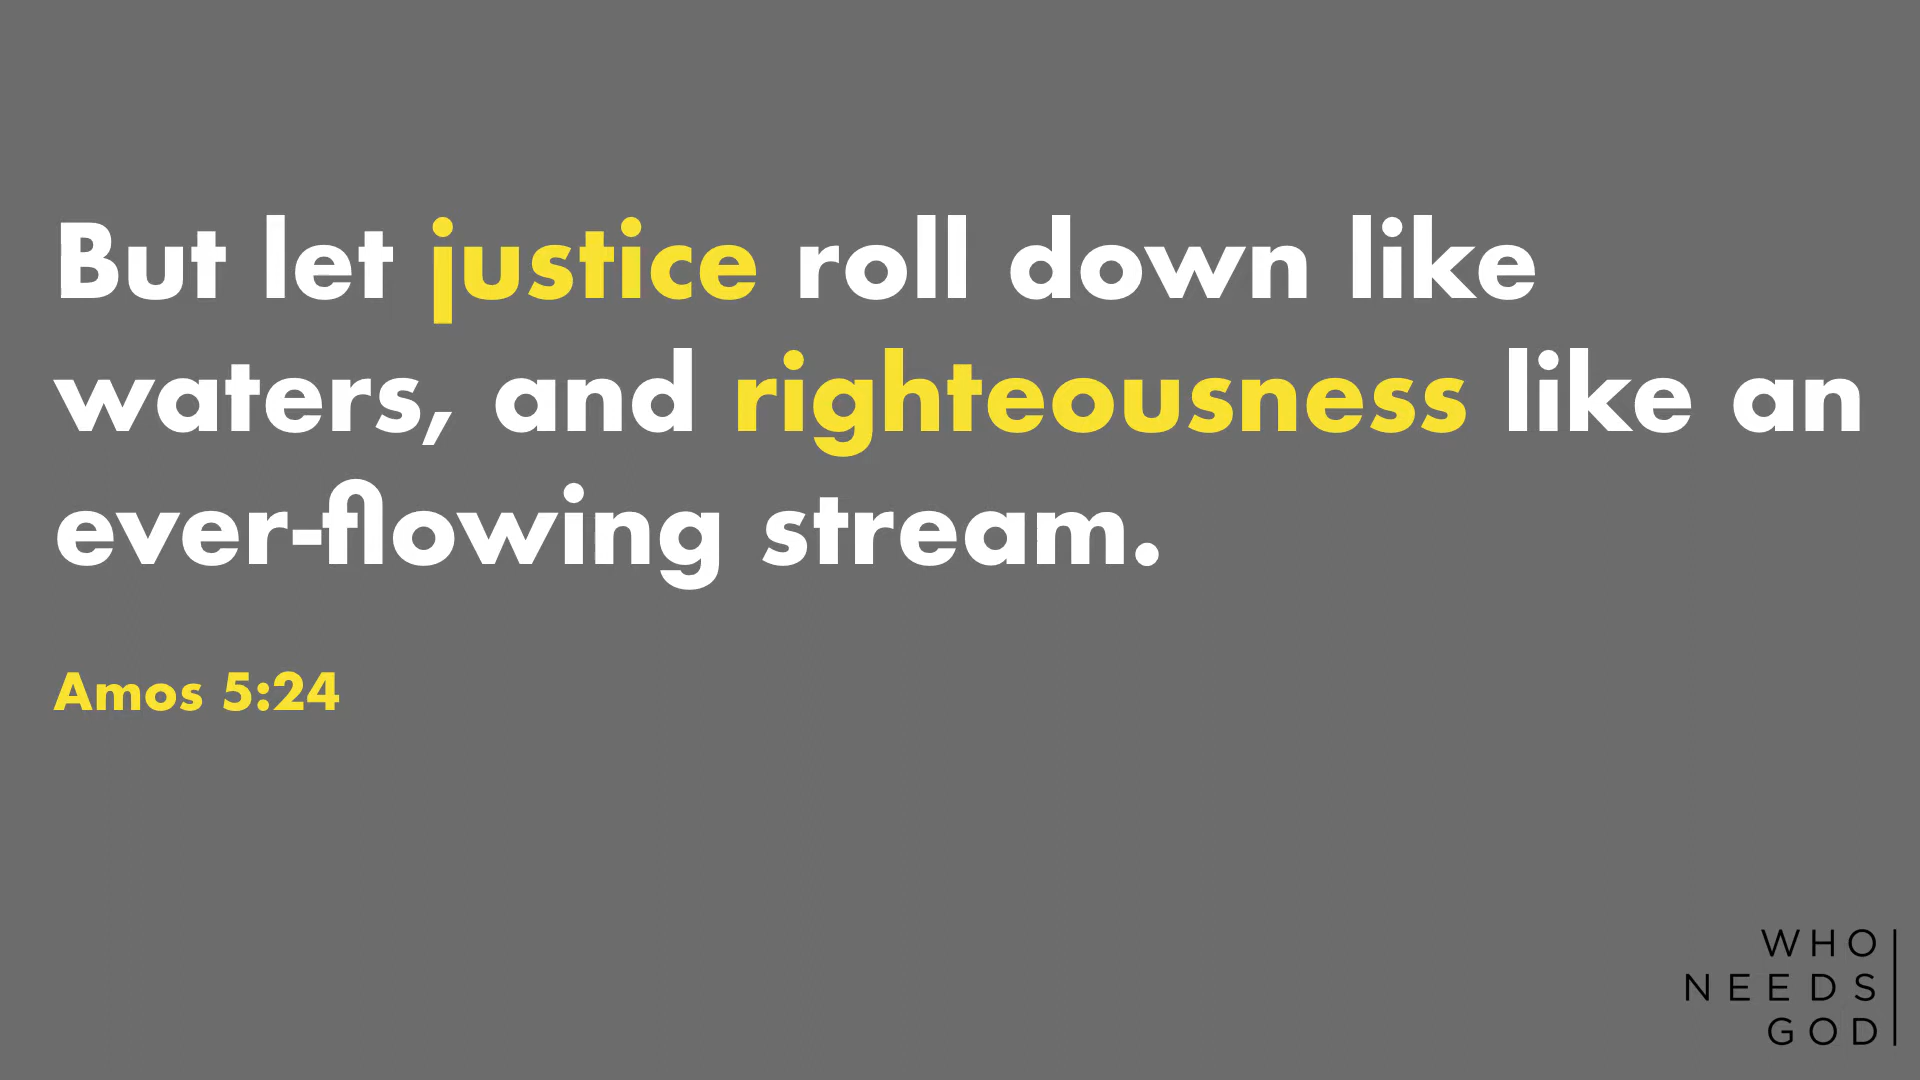 But let justice roll down like
waters, and righteousness like an
ever-flowing stream.
Amos 5:24
WHO
NEEDS
GOD